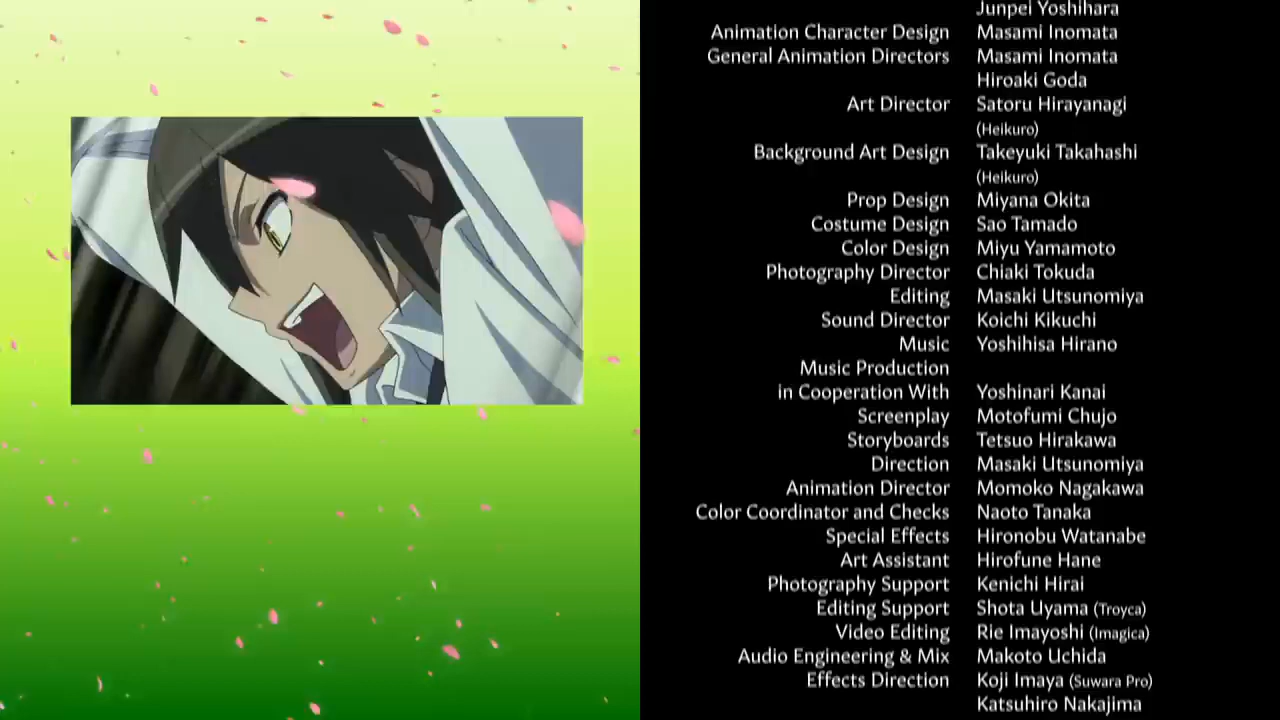 Junpei Yoshihara
Animation Character Design Masami Inomata
General Animation Directors Masami Inomata
Hiroaki Goda
Art Director Satoru Hirayanagi
(Heikuro)
Background Art Design Takeyuki Takahashi
(Heikuro)
Prop Design Miyana Okita
Costume Design Sao Tamado
Color Design Miyu Yamamoto
Photography Director Chiaki Tokuda
Editing Masaki Utsunomiya
Sound Director Koichi Kikuchi
Music Yoshihisa Hirano
Music Production
in Cooperation With Yoshinari Kanai
Screenplay Motofumi Chujo
Storyboards Tetsuo Hirakawa
Direction Masaki Utsunomiya
Animation Director Momoko Nagakawa
Color Coordinator and Checks Naoto Tanaka
Special Effects Hironobu Watanabe
Art Assistant Hirofune Hane
Photography Support Kenichi Hirai
Editing Support Shota Uyama (Troyca)
Video Editing Rie Imayoshi (Imagica)
Audio Engineering & Mix Makoto Uchida
Effects Direction Koji Imaya (Suwara Pro)
Katsuhiro Nakajima